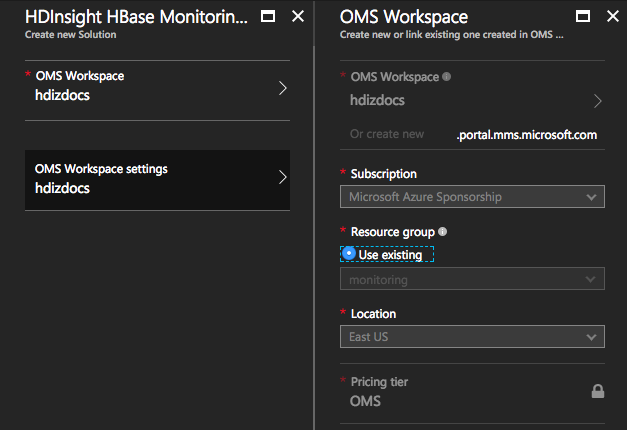 HDInsight HBase Monitorin...
Create new Solution
* OMS Workspace
hdizdocs
OMS Workspace settings
hdizdocs
OMS Workspace
Create new or link existing one created in OMS ...
* OMS Workspace
hdizdocs
Or create new .portal.mms.microsoft.com
* Subscription
Microsoft Azure Sponsorship
* Resource group
Use existing
monitoring
* Location
East US
* Pricing tier
OMS